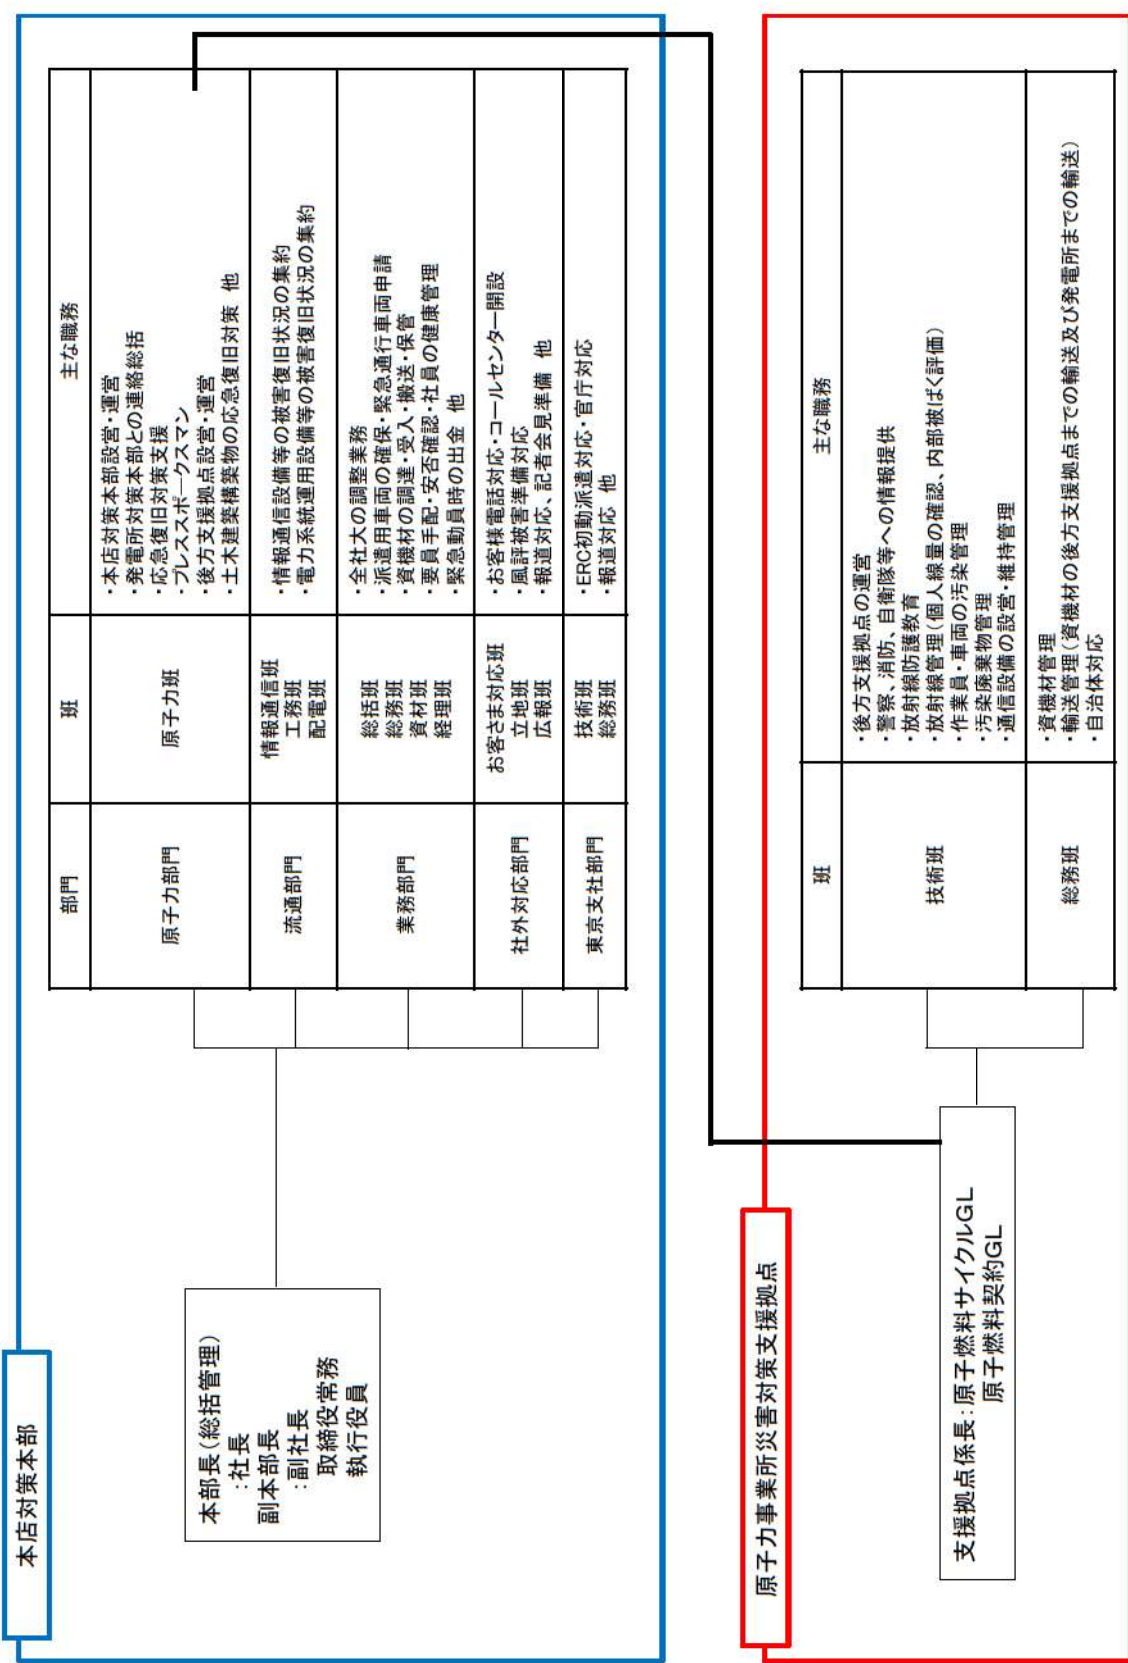 本店対策本部
本部長(総括管理)
:社長
副本部長
:副社長
取締役常務
執行役員
部門
班
主な職務
原子力部門
原子力班
・本店対策本部設営・運営
・発電所対策本部との連絡総括
・応急復旧対策支援
・プレススポークスマン
・後方支援拠点設営・運営
・土木建築構築物の応急復旧対策 他
流通部門
情報通信班
工務班
配電班
・情報通信設備等の被害復旧状況の集約
・電力系統運用設備等の被害復旧状況の集約
業務部門
総括班
総務班
資材班
経理班
・全社大の調整業務
・派遣用車両の確保・緊急通行車両申請
・資機材の調達・受入・搬送・保管
・要員手配・安否確認・社員の健康管理
・緊急動員時の出金 他
社外対応部門
お客さま対応班
立地班
広報班
・お客様電話対応・コールセンター開設
・風評被害準備対応
・報道対応、記者会見準備 他
東京支社部門
技術班
総務班
・ERC初動派遣対応・官庁対応
・報道対応 他
原子力事業所災害対策支援拠点
支援拠点係長:原子燃料サイクルGL
原子燃料契約GL
班
主な職務
技術班
・後方支援拠点の運営
・警察、消防、自衛隊等への情報提供
・放射線防護教育
・放射線管理(個人線量の確認、内部被ばく評価)
・作業員・車両の汚染管理
・汚染廃棄物管理
・通信設備の設営・維持管理
総務班
・資機材管理
・輸送管理(資機材の後方支援拠点までの輸送及び発電所までの輸送)
・自治体対応